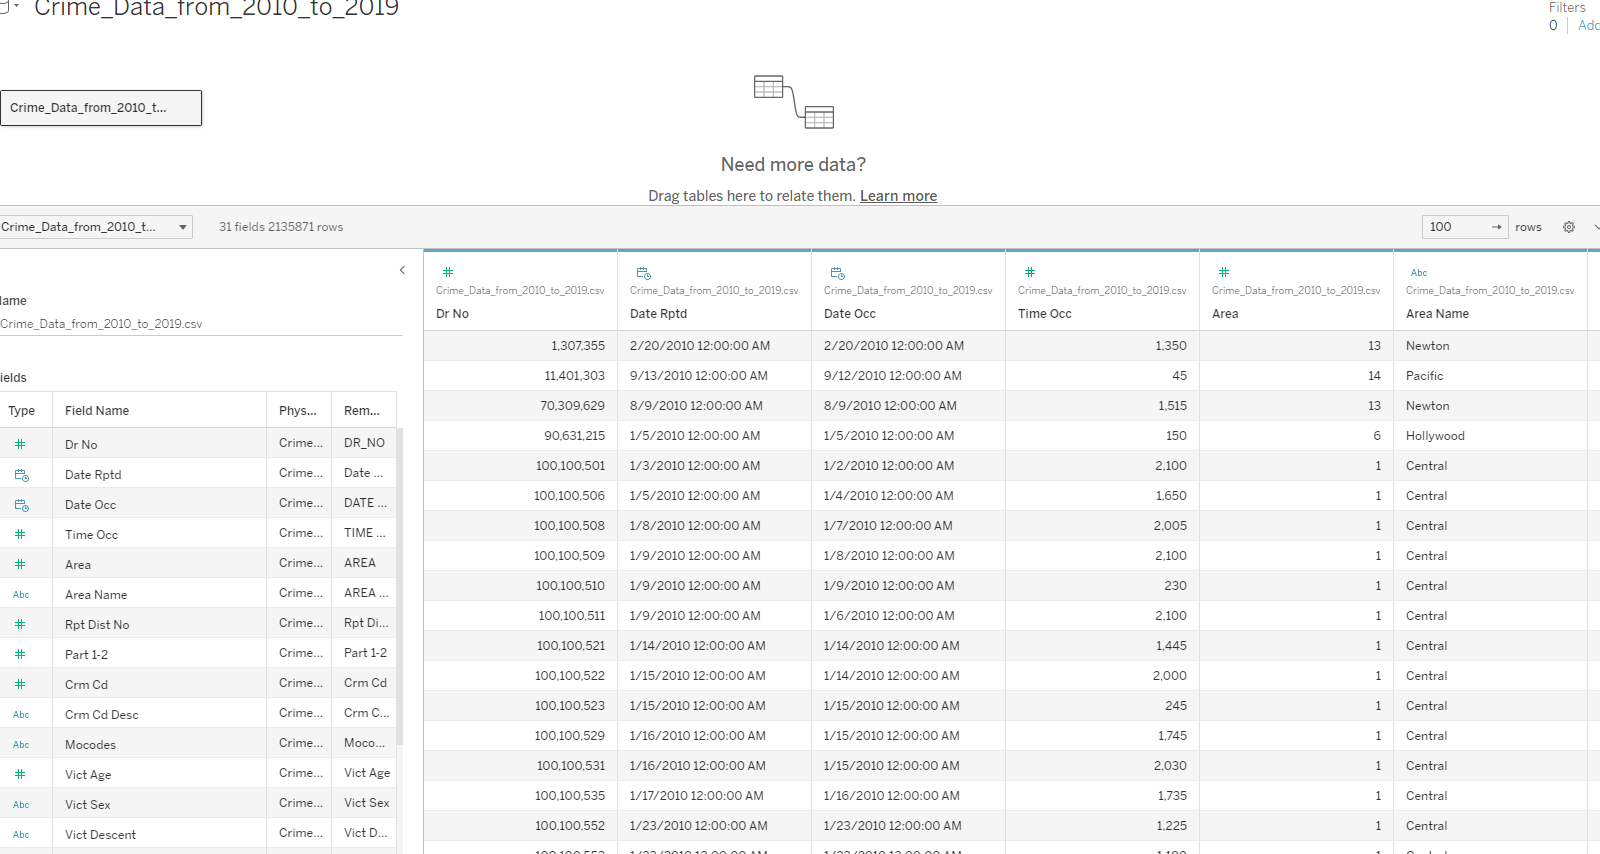 Crime_Data_from_2010_to_2019
Filters
0 Add
Crime_Data_from_2010_t...
Need more data?
Drag tables here to relate them. Learn more
Crime_Data_from_2010_t... 31 fields 2135871 rows 100 → rows
ame
Crime_Data_from_2010_to_2019.csv
ields
Type Field Name Phys... Rem...
# Dr No Crime... DR_NO
Date Rptd Crime... Date ...
Date Occ Crime... DATE ...
# Time Occ Crime... TIME ...
# Area Crime... AREA
Abc Area Name Crime... AREA ...
# Rpt Dist No Crime... Rpt Di...
# Part 1-2 Crime... Part 1-2
# Crm Cd Crime... Crm Cd
Abc Crm Cd Desc Crime... Crm C...
Abc Mocodes Crime... Moco...
# Vict Age Crime... Vict Age
Abc Vict Sex Crime... Vict Sex
Abc Vict Descent Crime... Vict D...
# # # Abc
Crime_Data_from_2010_to_2019.csv Crime_Data_from_2010_to_2019.csv Crime_Data_from_2010_to_2019.csv Crime_Data_from_2010_to_2019.csv Crime_Data_from_2010_to_2019.csv Crime_Data_from_2010_to_2019.csv
Dr No Date Rptd Date Occ Time Occ Area Area Name
1,307,355 2/20/2010 12:00:00 AM 2/20/2010 12:00:00 AM 1,350 13 Newton
11,401,303 9/13/2010 12:00:00 AM 9/12/2010 12:00:00 AM 45 14 Pacific
70,309,629 8/9/2010 12:00:00 AM 8/9/2010 12:00:00 AM 1,515 13 Newton
90,631,215 1/5/2010 12:00:00 AM 1/5/2010 12:00:00 AM 150 6 Hollywood
100,100,501 1/3/2010 12:00:00 AM 1/2/2010 12:00:00 AM 2,100 1 Central
100,100,506 1/5/2010 12:00:00 AM 1/4/2010 12:00:00 AM 1,650 1 Central
100,100,508 1/8/2010 12:00:00 AM 1/7/2010 12:00:00 AM 2,005 1 Central
100,100,509 1/9/2010 12:00:00 AM 1/8/2010 12:00:00 AM 2,100 1 Central
100,100,510 1/9/2010 12:00:00 AM 1/9/2010 12:00:00 AM 230 1 Central
100,100,511 1/9/2010 12:00:00 AM 1/6/2010 12:00:00 AM 2,100 1 Central
100,100,521 1/14/2010 12:00:00 AM 1/14/2010 12:00:00 AM 1,445 1 Central
100,100,522 1/15/2010 12:00:00 AM 1/14/2010 12:00:00 AM 2,000 1 Central
100,100,523 1/15/2010 12:00:00 AM 1/15/2010 12:00:00 AM 245 1 Central
100,100,529 1/16/2010 12:00:00 AM 1/15/2010 12:00:00 AM 1,745 1 Central
100,100,531 1/16/2010 12:00:00 AM 1/15/2010 12:00:00 AM 2,030 1 Central
100,100,535 1/17/2010 12:00:00 AM 1/16/2010 12:00:00 AM 1,735 1 Central
100,100,552 1/23/2010 12:00:00 AM 1/23/2010 12:00:00 AM 1,225 1 Central